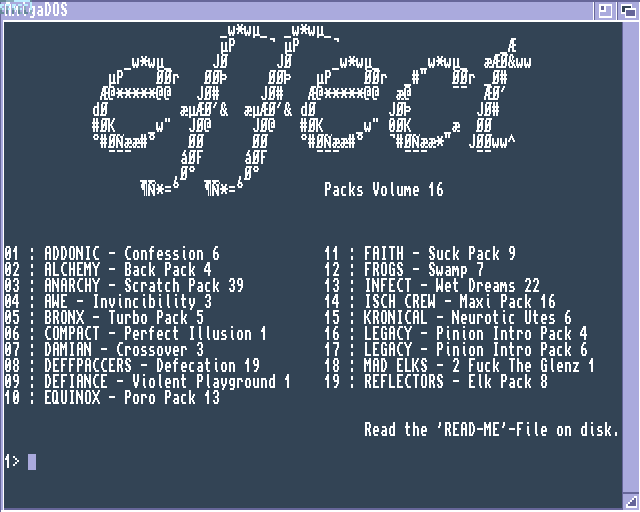 AmigaDOS
effect
Packs Volume 16
01 : ADDONIC - Confession 6
02 : ALCHEMY - Back Pack 4
03 : ANARCHY - Scratch Pack 39
04 : AWE - Invincibility 3
05 : BRONX - Turbo Pack 5
06 : COMPACT - Perfect Illusion 1
07 : DAMIAN - Crossover 3
08 : DEFFPACCERS - Defecation 19
09 : DEFIANCE - Violent Playground 1
10 : EQUINOX - Poro Pack 13
11 : FAITH - Suck Pack 9
12 : FROGS - Swamp 7
13 : INFECT - Wet Dreams 22
14 : ISCH CREW - Maxi Pack 16
15 : KRONICAL - Neurotic Utes 6
16 : LEGACY - Pinion Intro Pack 4
17 : LEGACY - Pinion Intro Pack 6
18 : MAD ELKS - 2 Fuck The Glenz 1
19 : REFLECTORS - Elk Pack 8
Read the 'READ-ME'-File on disk.
1>